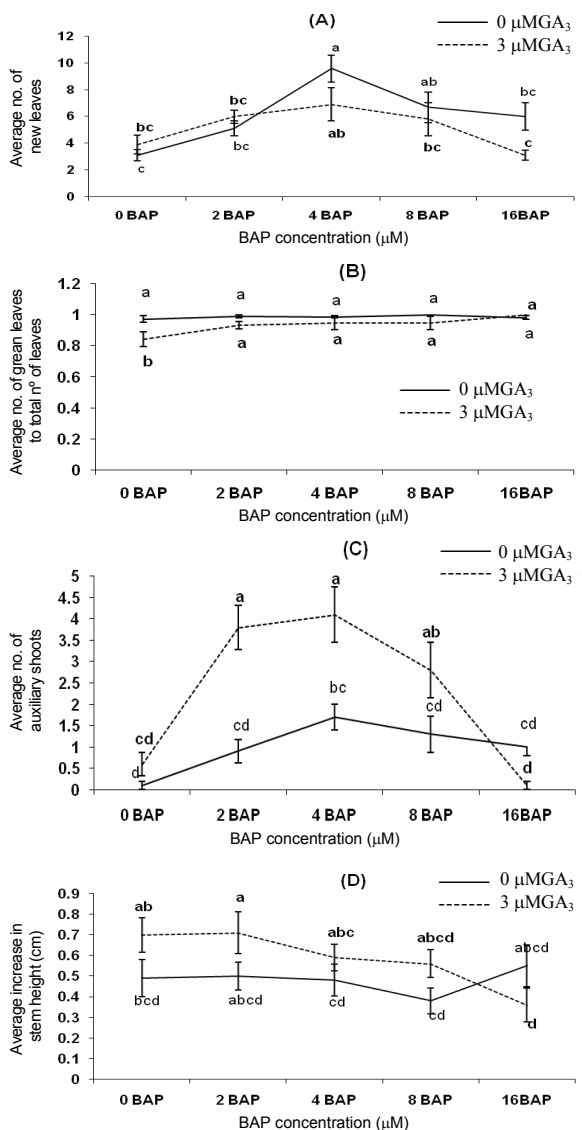 (A)
0 μMGA₃
3 μMGA₃
Average no. of
new leaves
12
10
8
6
4
2
0
bc
c
bc
bc
a
ab
ab
bc
bc
c
0 BAP 2 BAP 4 BAP 8 BAP 16BAP
BAP concentration (μM)
(B)
Average no. of grean leaves
to total nº of leaves
1.2
1
0.8
0.6
0.4
0.2
0
a a a a a
b a a a a
0 μMGA₃
3 μMGA₃
0 BAP 2 BAP 4 BAP 8 BAP 16BAP
BAP concentration (μM)
(C)
0 μMGA₃
3 μMGA₃
Average no. of
auxiliary shoots
5
4.5
4
3.5
3
2.5
2
1.5
1
0.5
0
cd
d
a
cd
a
bc
ab
cd
cd
d
0 BAP 2 BAP 4 BAP 8 BAP 16BAP
BAP concentration (μM)
(D)
0 μMGA₃
3 μMGA₃
Average increase in
stem height (cm)
0.9
0.8
0.7
0.6
0.5
0.4
0.3
0.2
0.1
0
ab
bcd
a
abcd
abc
cd
abcd
cd
abcd
d
0 BAP 2 BAP 4 BAP 8 BAP 16BAP
BAP concentration (μM)